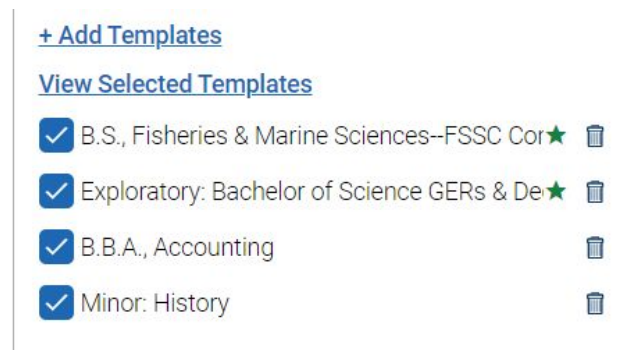 + Add Templates
View Selected Templates
B.S., Fisheries & Marine Sciences--FSSC Cor
Exploratory: Bachelor of Science GERs & De
B.B.A., Accounting
Minor: History